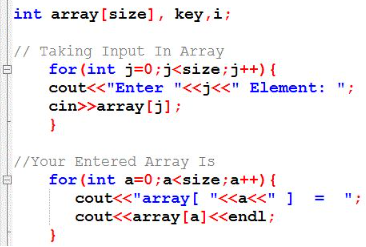 int array[size], key,i;
// Taking Input In Array
for(int j=0;j<size;j++){
cout<<"Enter "<<j<<" Element: ";
cin>>array[j];
}
//Your Entered Array Is
for(int a=0;a<size;a++){
cout<<"array[ "<<a<<" ]  =  ";
cout<<array[a]<<endl;
}